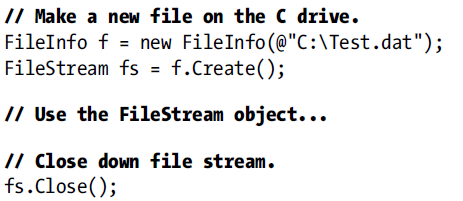 // Make a new file on the C drive.
FileInfo f = new FileInfo(@"C:\Test.dat");
FileStream fs = f.Create();
// Use the FileStream object...
// Close down file stream.
fs.Close();